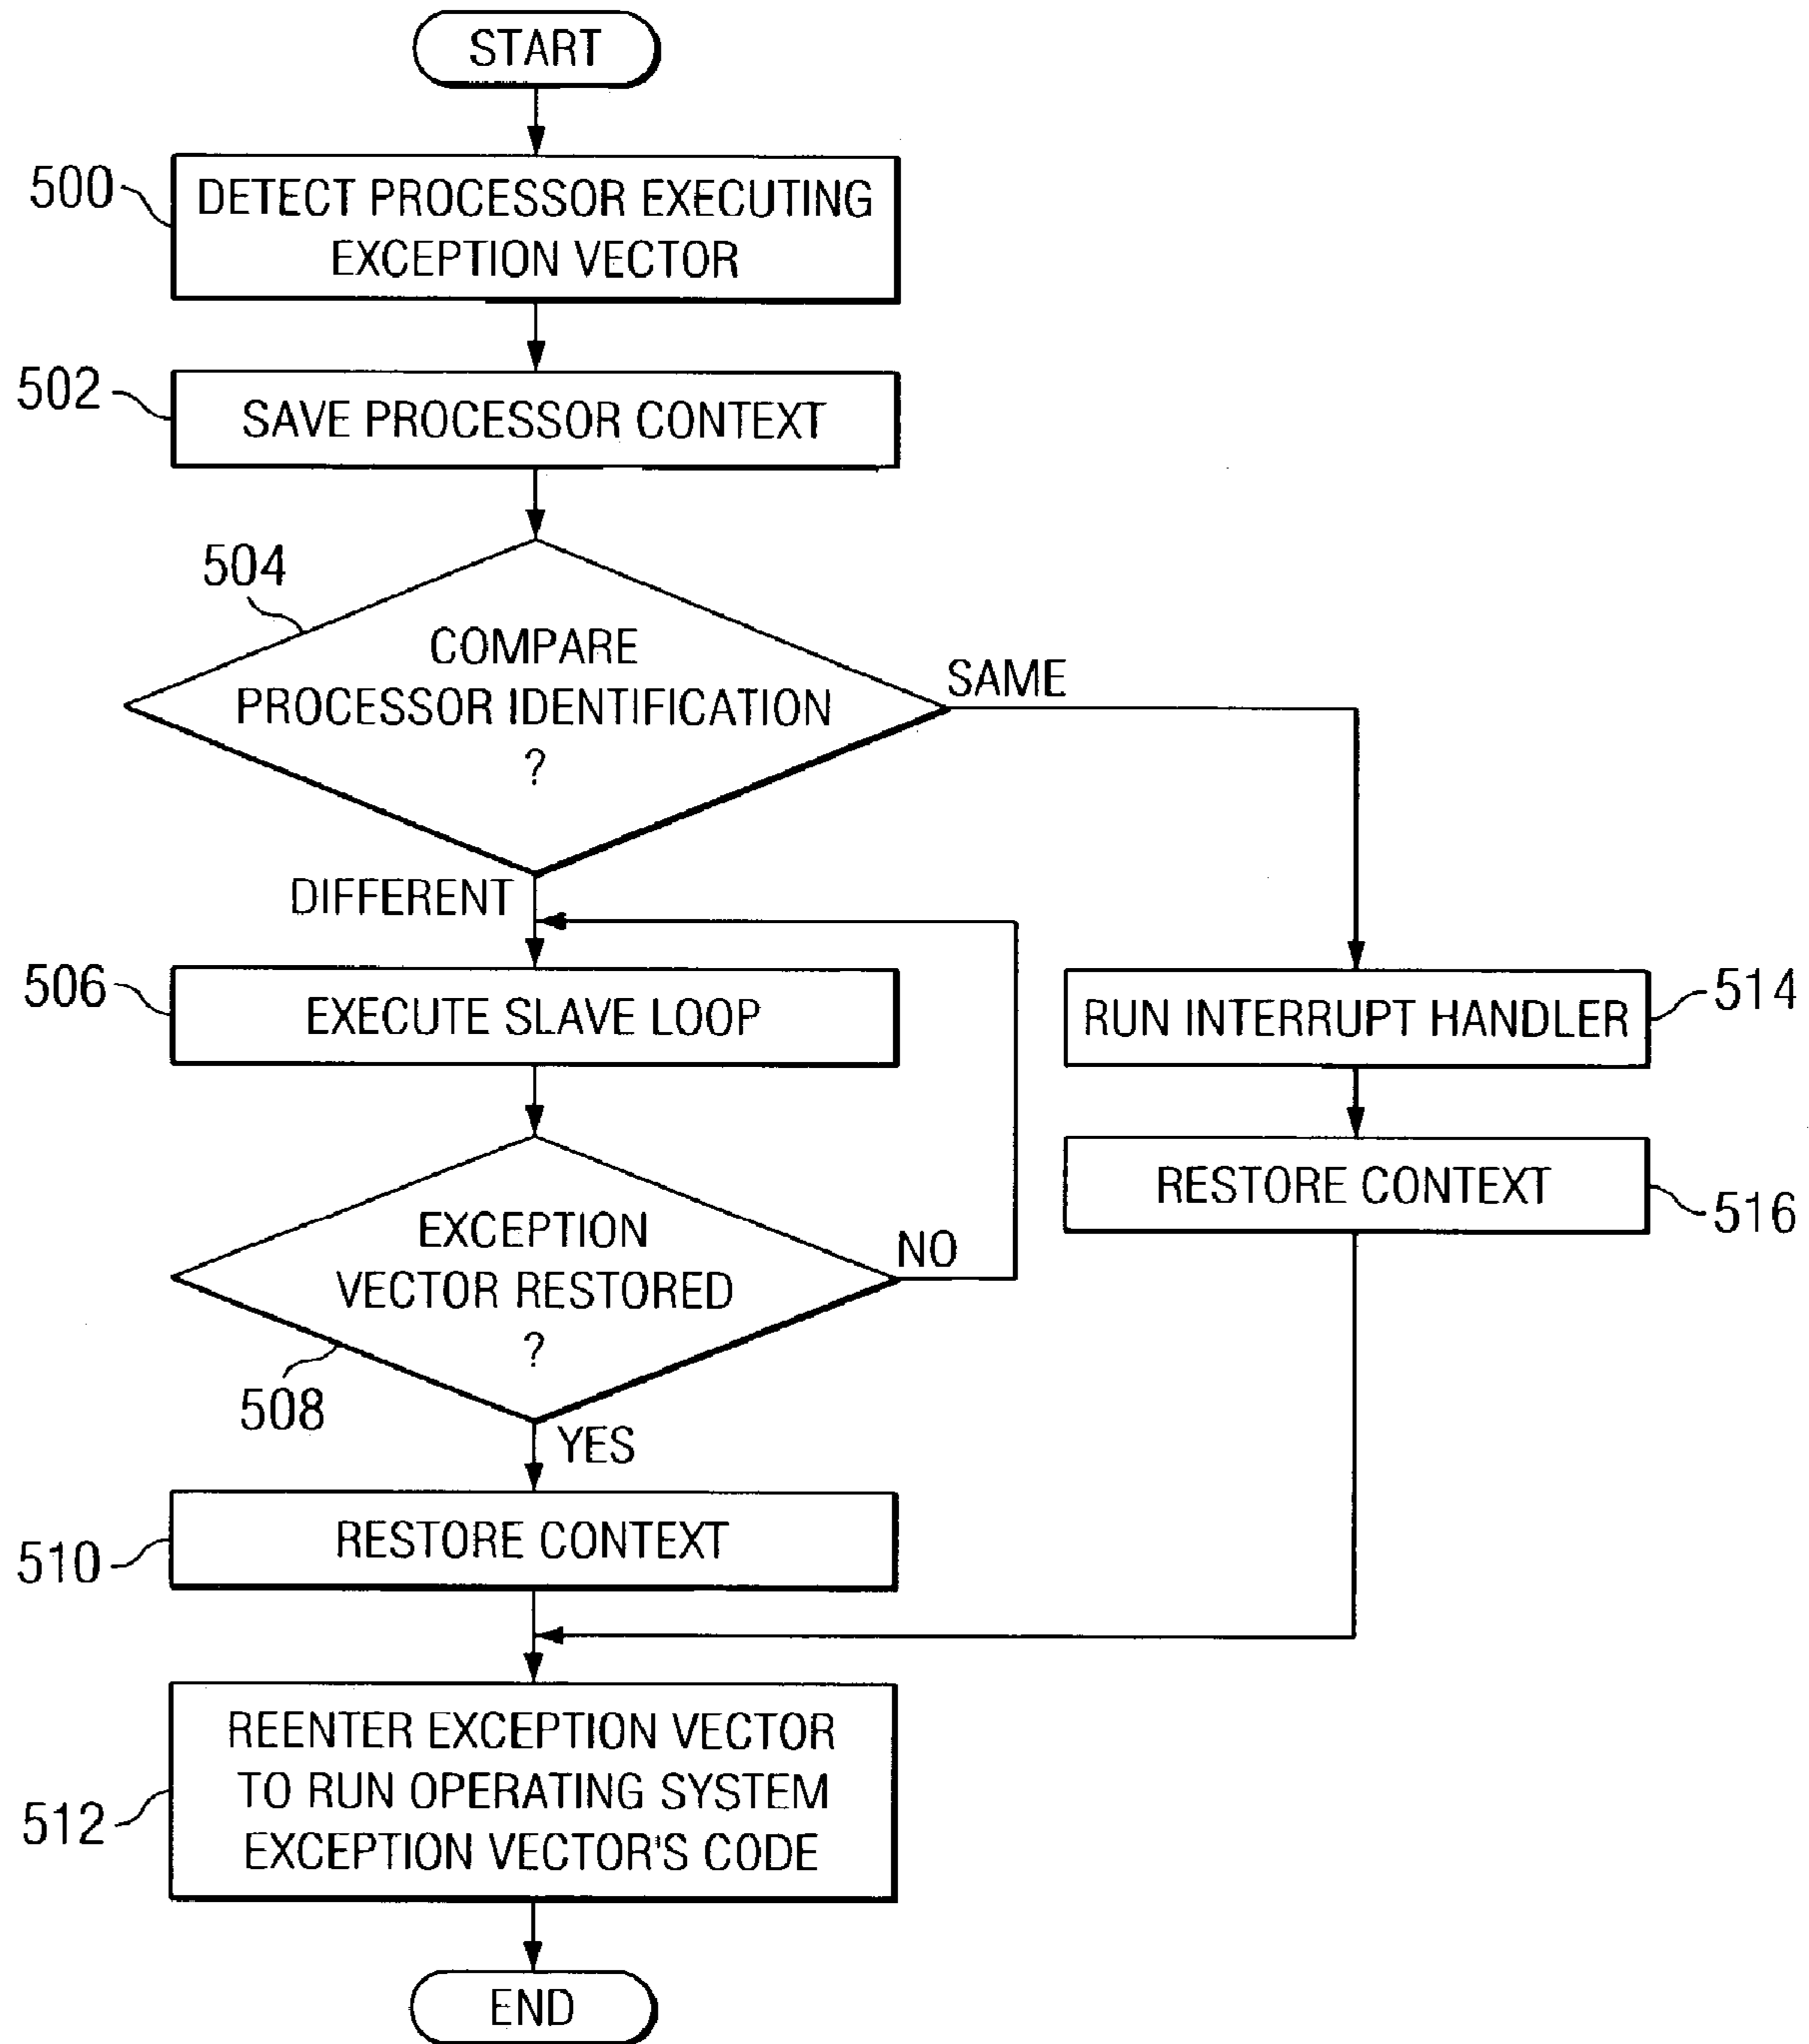 START
500
DETECT PROCESSOR EXECUTING
EXCEPTION VECTOR
502
SAVE PROCESSOR CONTEXT
504
COMPARE
PROCESSOR IDENTIFICATION
?
SAME
DIFFERENT
506
EXECUTE SLAVE LOOP
RUN INTERRUPT HANDLER
514
RESTORE CONTEXT
516
EXCEPTION
VECTOR RESTORED
?
NO
508
YES
510
RESTORE CONTEXT
512
REENTER EXCEPTION VECTOR
TO RUN OPERATING SYSTEM
EXCEPTION VECTOR'S CODE
END